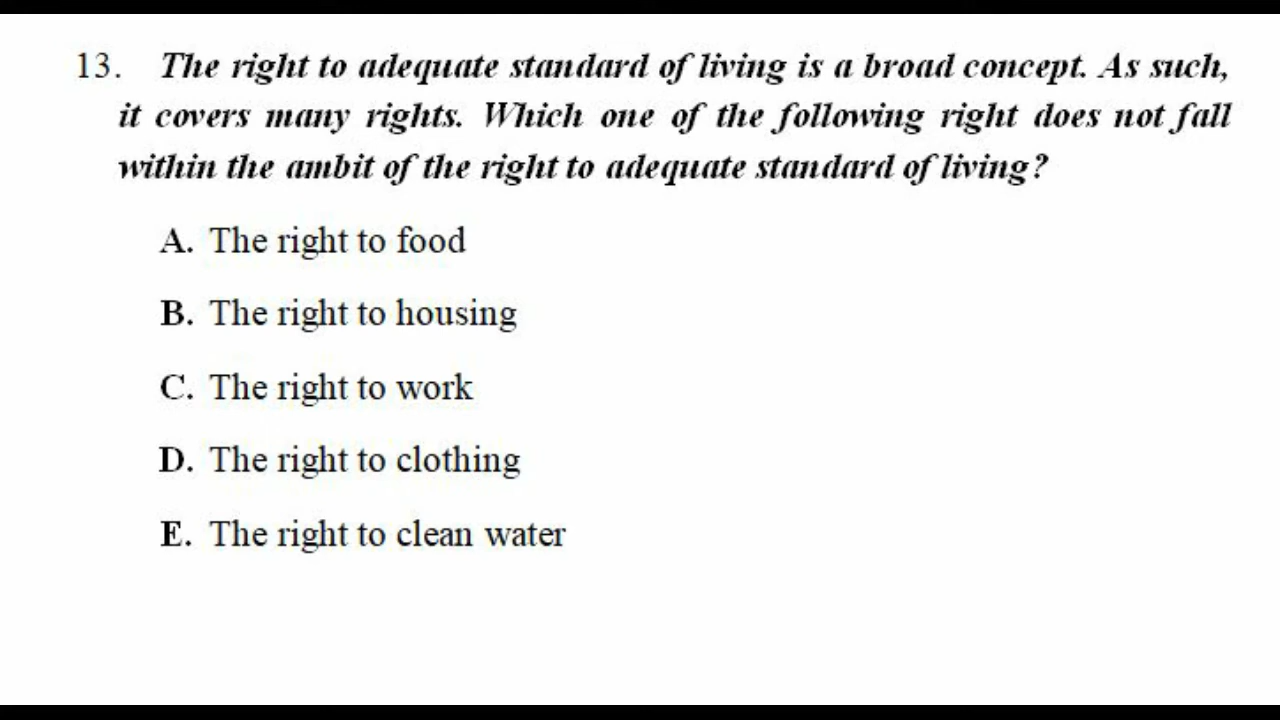 13. The right to adequate standard of living is a broad concept. As such,
it covers many rights. Which one of the following right does not fall
within the ambit of the right to adequate standard of living?
A. The right to food
B. The right to housing
C. The right to work
D. The right to clothing
E. The right to clean water